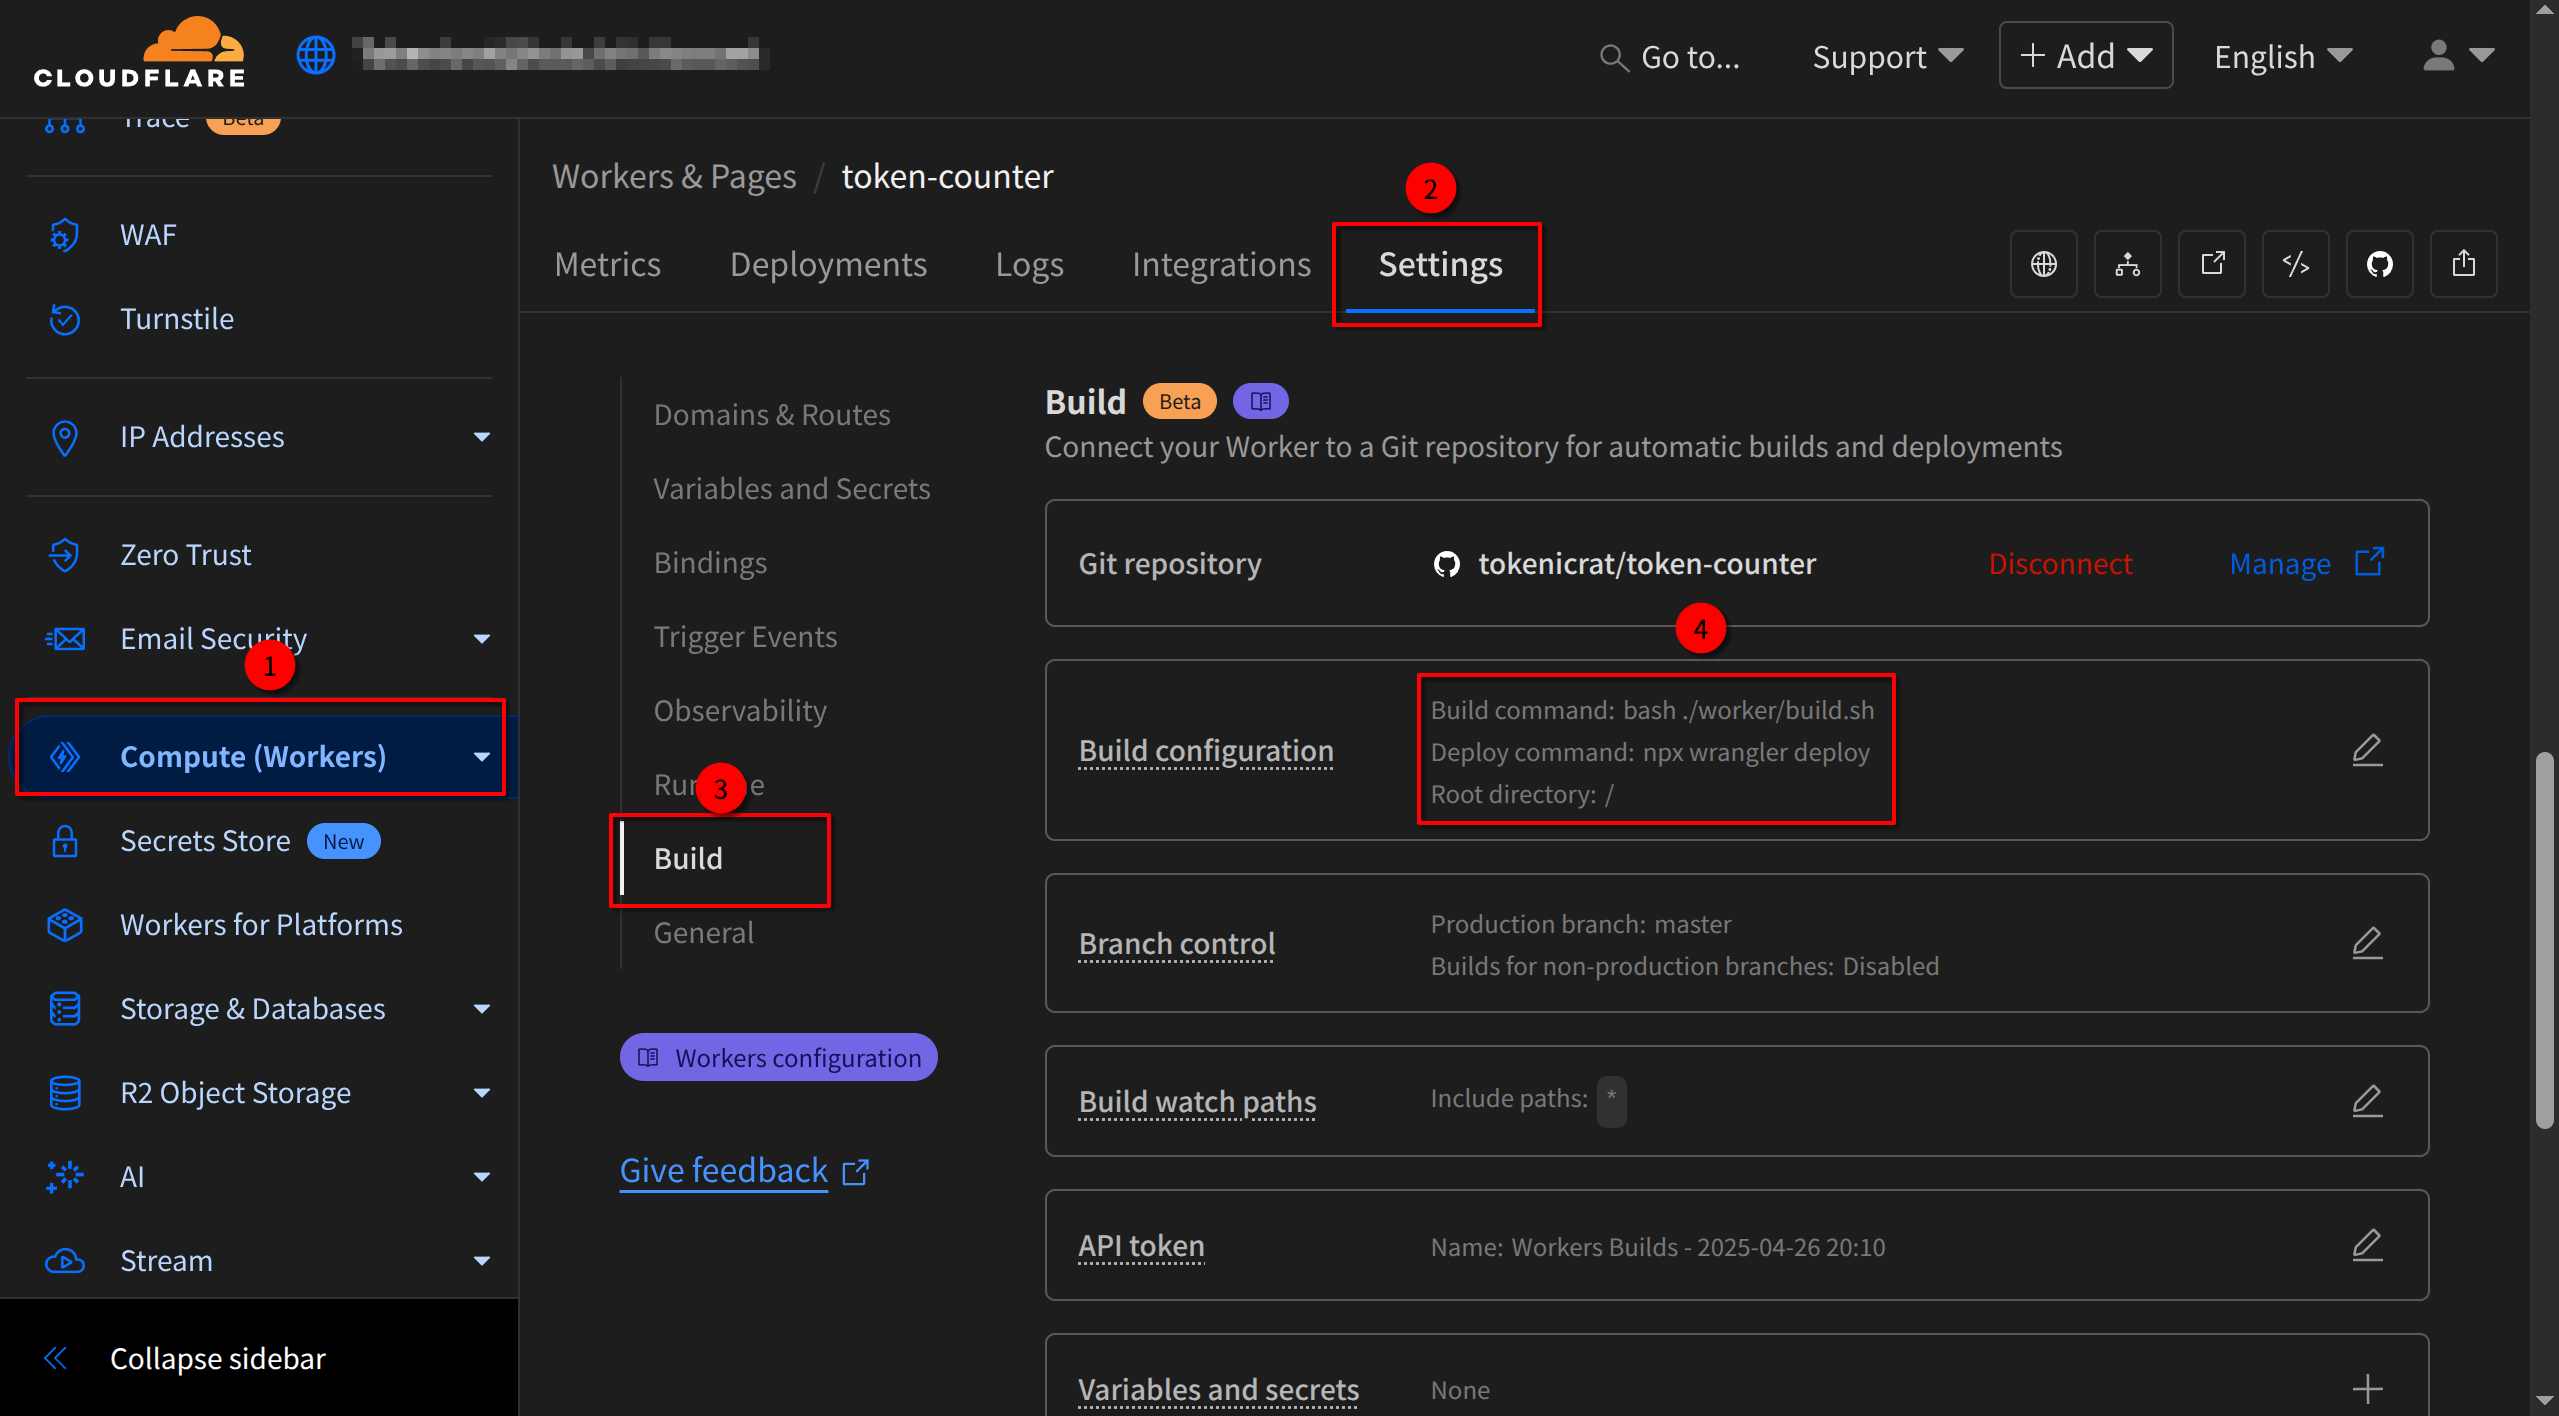 CLOUDFLARE
Go to...
Support
Add
English
Trace Beta
WAF
Turnstile
IP Addresses
Zero Trust
Email Security
1
Compute (Workers)
Secrets Store New
Workers for Platforms
Storage & Databases
R2 Object Storage
AI
Stream
Collapse sidebar
Workers & Pages / token-counter
2
Metrics
Deployments
Logs
Integrations
Settings
Domains & Routes
Variables and Secrets
Bindings
Trigger Events
Observability
3
Build
General
Workers configuration
Give feedback
Build Beta
Connect your Worker to a Git repository for automatic builds and deployments
Git repository
tokenicrat/token-counter
Disconnect
Manage
4
Build configuration
Build command: bash ./worker/build.sh
Deploy command: npx wrangler deploy
Root directory: /
Branch control
Production branch: master
Builds for non-production branches: Disabled
Build watch paths
Include paths: *
API token
Name: Workers Builds - 2025-04-26 20:10
Variables and secrets
None